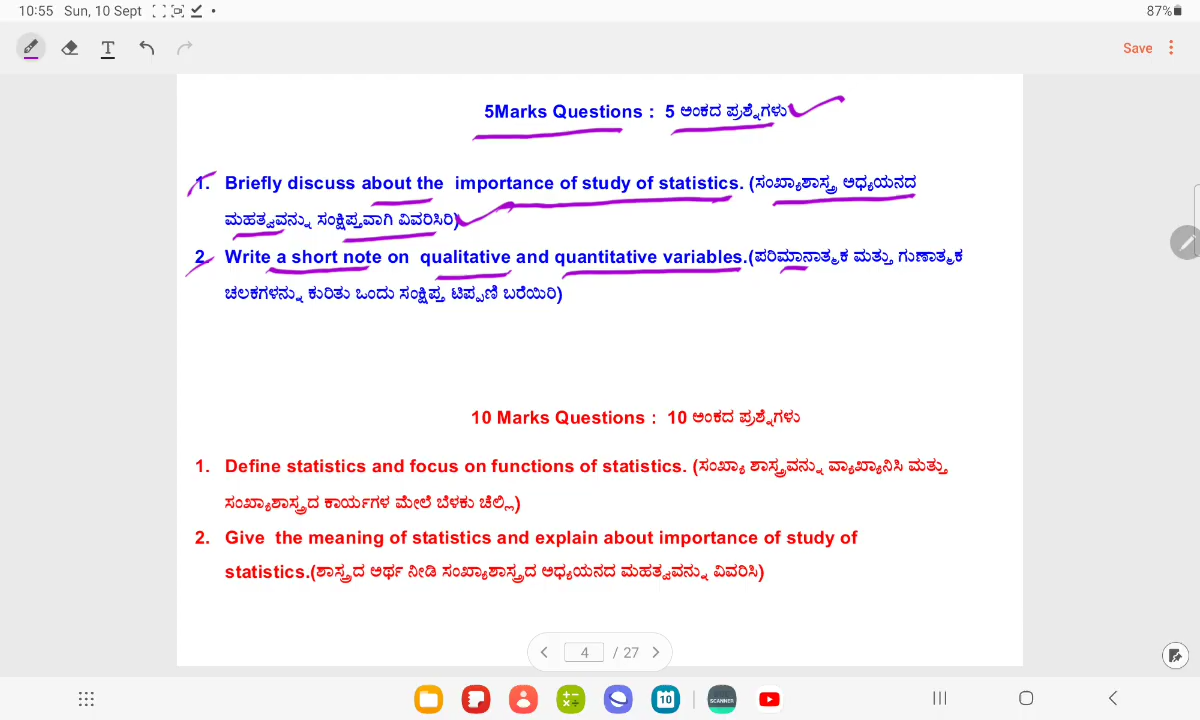 10:55 Sun, 10 Sept
87%
Save
5Marks Questions : 5 ಅಂಕದ ಪ್ರಶ್ನೆಗಳು
1. Briefly discuss about the importance of study of statistics. (ಸಂಖ್ಯಾಶಾಸ್ತ್ರ ಅಧ್ಯಯನದ
ಮಹತ್ವವನ್ನು ಸಂಕ್ಷಿಪ್ತವಾಗಿ ವಿವರಿಸಿರಿ)
2. Write a short note on qualitative and quantitative variables.(ಪರಿಮಾನಾತ್ಮಕ ಮತ್ತು ಗುಣಾತ್ಮಕ
ಚಲಕಗಳನ್ನು ಕುರಿತು ಒಂದು ಸಂಕ್ಷಿಪ್ತ ಟಿಪ್ಪಣಿ ಬರೆಯಿರಿ)
10 Marks Questions : 10 ಅಂಕದ ಪ್ರಶ್ನೆಗಳು
1. Define statistics and focus on functions of statistics. (ಸಂಖ್ಯಾ ಶಾಸ್ತ್ರವನ್ನು ವ್ಯಾಖ್ಯಾನಿಸಿ ಮತ್ತು
ಸಂಖ್ಯಾಶಾಸ್ತ್ರದ ಕಾರ್ಯಗಳ ಮೇಲೆ ಬೆಳಕು ಚೆಲ್ಲಿ)
2. Give the meaning of statistics and explain about importance of study of
statistics.(ಶಾಸ್ತ್ರದ ಅರ್ಥ ನೀಡಿ ಸಂಖ್ಯಾಶಾಸ್ತ್ರದ ಅಧ್ಯಯನದ ಮಹತ್ವವನ್ನು ವಿವರಿಸಿ)
4 / 27
10
SCANNER